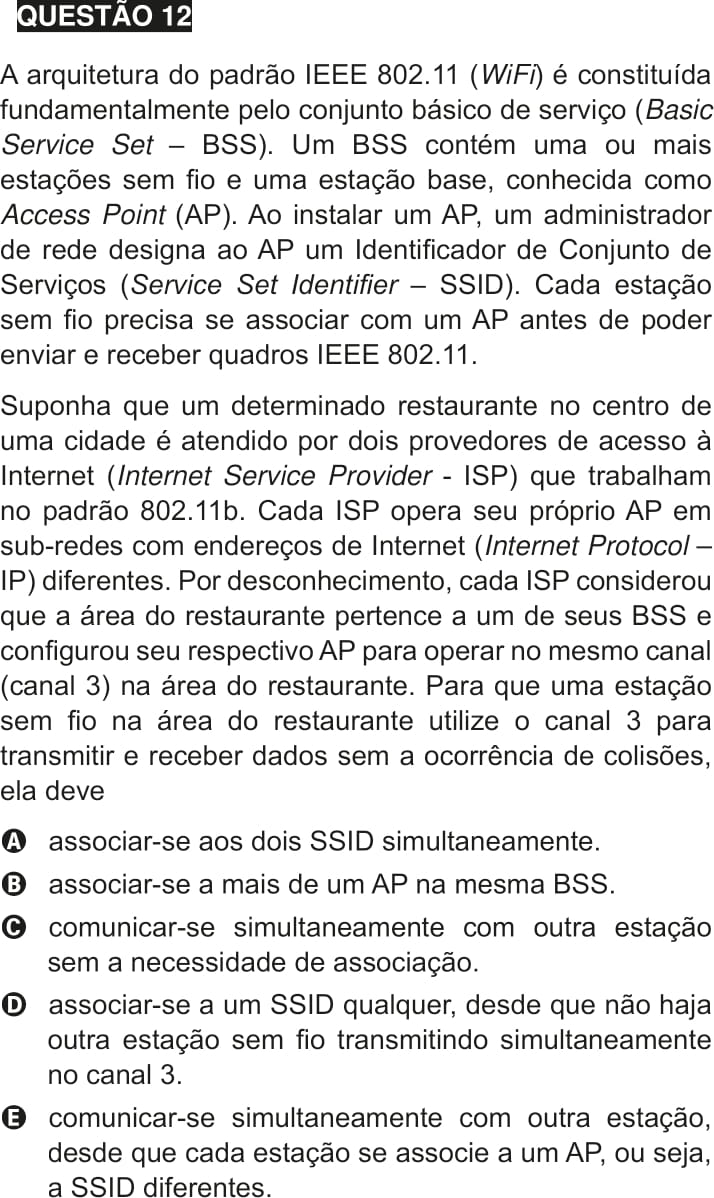 QUESTÃO 12
A arquitetura do padrão IEEE 802.11 (WiFi) é constituída
fundamentalmente pelo conjunto básico de serviço (Basic
Service Set – BSS). Um BSS contém uma ou mais
estações sem fio e uma estação base, conhecida como
Access Point (AP). Ao instalar um AP, um administrador
de rede designa ao AP um Identificador de Conjunto de
Serviços (Service Set Identifier – SSID). Cada estação
sem fio precisa se associar com um AP antes de poder
enviar e receber quadros IEEE 802.11.
Suponha que um determinado restaurante no centro de
uma cidade é atendido por dois provedores de acesso à
Internet (Internet Service Provider - ISP) que trabalham
no padrão 802.11b. Cada ISP opera seu próprio AP em
sub-redes com endereços de Internet (Internet Protocol –
IP) diferentes. Por desconhecimento, cada ISP considerou
que a área do restaurante pertence a um de seus BSS e
configurou seu respectivo AP para operar no mesmo canal
(canal 3) na área do restaurante. Para que uma estação
sem fio na área do restaurante utilize o canal 3 para
transmitir e receber dados sem a ocorrência de colisões,
ela deve
A associar-se aos dois SSID simultaneamente.
B associar-se a mais de um AP na mesma BSS.
C comunicar-se simultaneamente com outra estação
sem a necessidade de associação.
D associar-se a um SSID qualquer, desde que não haja
outra estação sem fio transmitindo simultaneamente
no canal 3.
E comunicar-se simultaneamente com outra estação,
desde que cada estação se associe a um AP, ou seja,
a SSID diferentes.